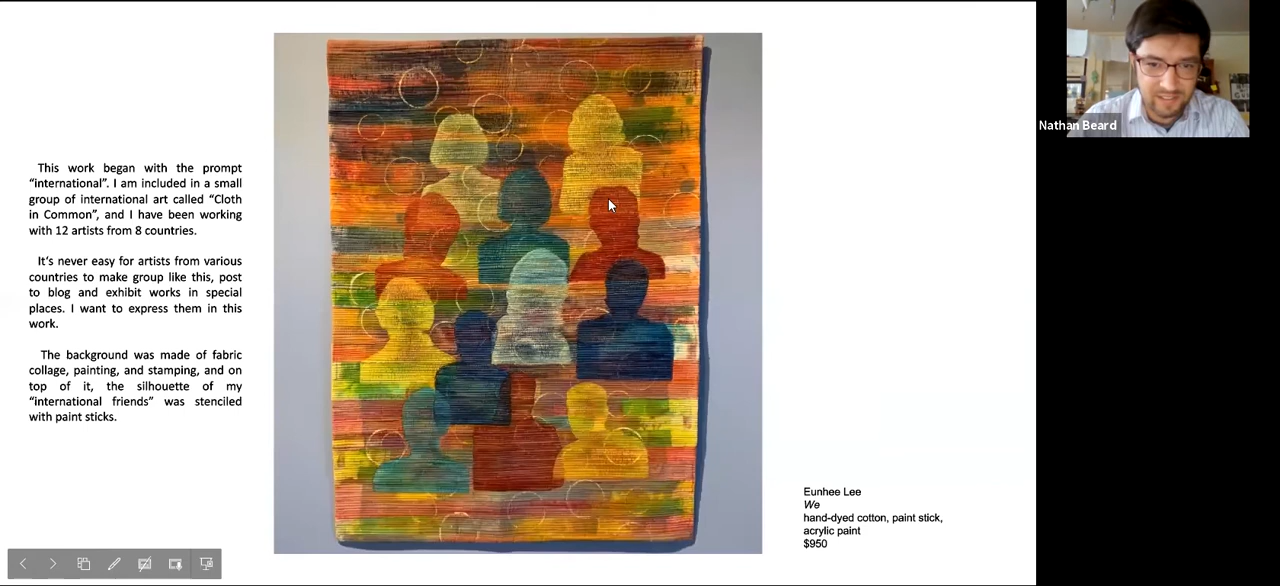 This work began with the prompt
“international”. I am included in a small
group of international art called “Cloth
in Common”, and I have been working
with 12 artists from 8 countries.
It’s never easy for artists from various
countries to make group like this, post
to blog and exhibit works in special
places. I want to express them in this
work.
The background was made of fabric
collage, painting, and stamping, and on
top of it, the silhouette of my
“international friends” was stenciled
with paint sticks.
Eunhee Lee
We
hand-dyed cotton, paint stick,
acrylic paint
$950
Nathan Beard